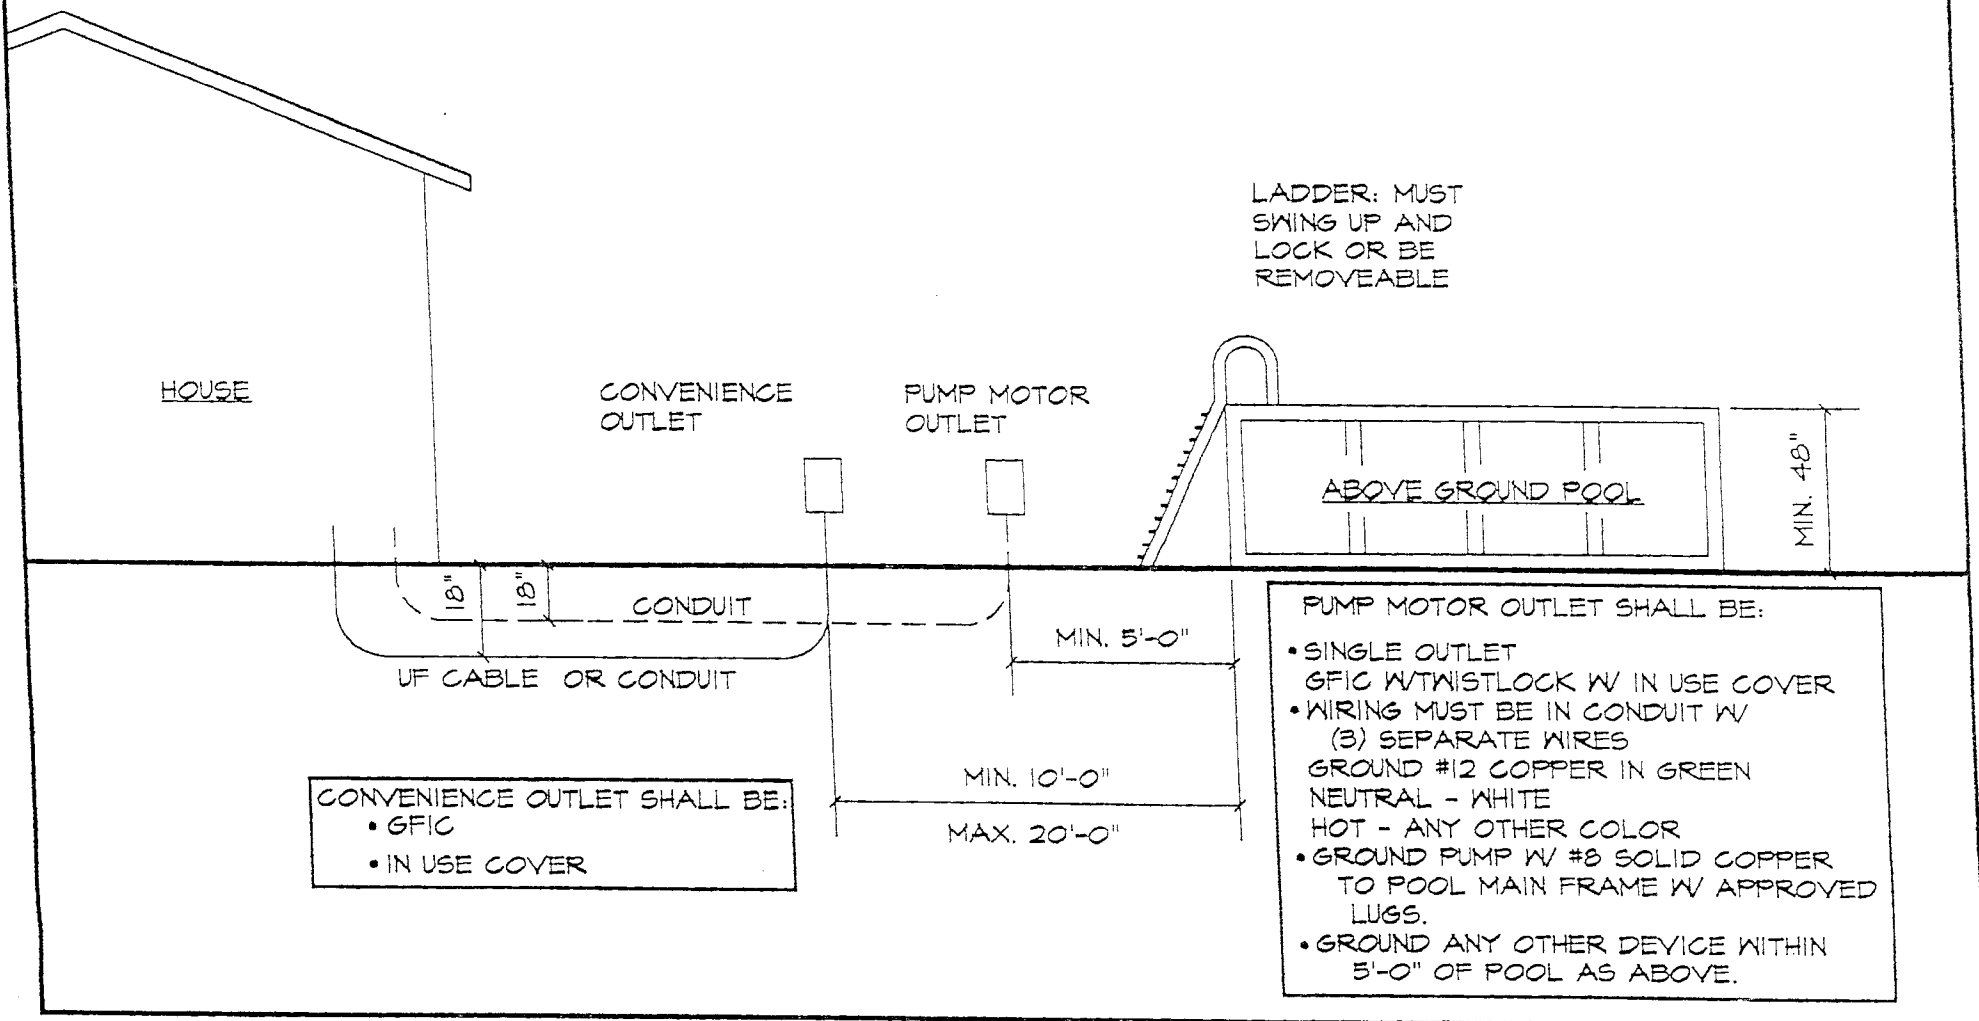 LADDER: MUST
SWING UP AND
LOCK OR BE
REMOVEABLE
HOUSE
CONVENIENCE
OUTLET
PUMP MOTOR
OUTLET
ABOVE GROUND POOL
MIN. 48"
18"
18"
CONDUIT
UF CABLE OR CONDUIT
MIN. 5'-0"
MIN. 10'-0"
MAX. 20'-0"
CONVENIENCE OUTLET SHALL BE:
• GFIC
• IN USE COVER
PUMP MOTOR OUTLET SHALL BE:
• SINGLE OUTLET
GFIC W/TWISTLOCK W/ IN USE COVER
• WIRING MUST BE IN CONDUIT W/
(3) SEPARATE WIRES
GROUND #12 COPPER IN GREEN
NEUTRAL - WHITE
HOT - ANY OTHER COLOR
• GROUND PUMP W/ #8 SOLID COPPER
TO POOL MAIN FRAME W/ APPROVED
LUGS.
• GROUND ANY OTHER DEVICE WITHIN
5'-0" OF POOL AS ABOVE.